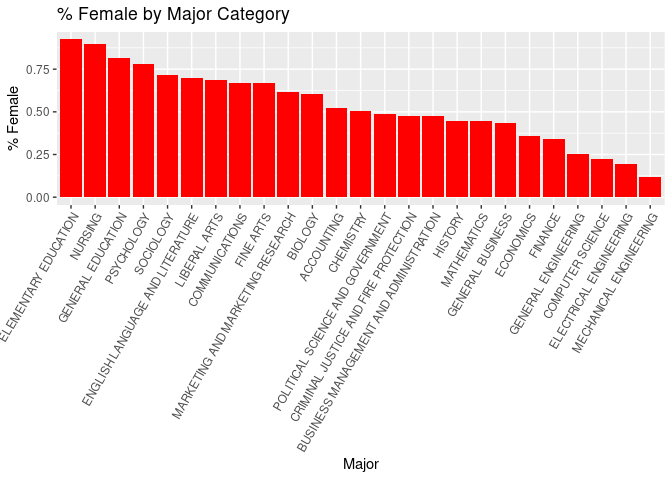 % Female by Major Category
% Female
0.75
0.50
0.25
0.00
ELEMENTARY EDUCATION
NURSING
GENERAL EDUCATION
PSYCHOLOGY
SOCIOLOGY
ENGLISH LANGUAGE AND LITERATURE
LIBERAL ARTS
COMMUNICATIONS
FINE ARTS
MARKETING AND MARKETING RESEARCH
BIOLOGY
ACCOUNTING
CHEMISTRY
POLITICAL SCIENCE AND GOVERNMENT
CRIMINAL JUSTICE AND FIRE PROTECTION
BUSINESS MANAGEMENT AND ADMINISTRATION
HISTORY
MATHEMATICS
GENERAL BUSINESS
ECONOMICS
FINANCE
GENERAL ENGINEERING
COMPUTER SCIENCE
ELECTRICAL ENGINEERING
MECHANICAL ENGINEERING
Major